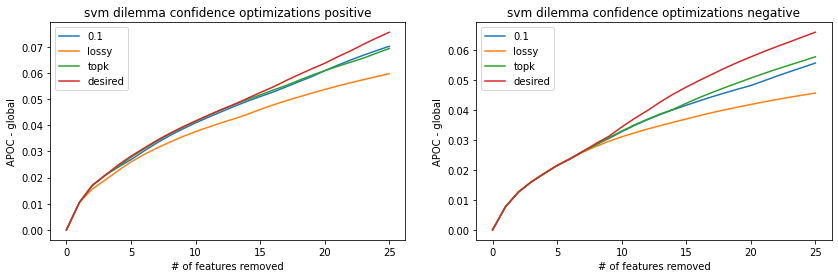 svm dilemma confidence optimizations positive
0.07
0.06
0.05
0.04
0.03
0.02
0.01
0.00
APOC - global
0.1
lossy
topk
desired
0 5 10 15 20 25
# of features removed
svm dilemma confidence optimizations negative
0.06
0.05
0.04
0.03
0.02
0.01
0.00
APOC - global
0.1
lossy
topk
desired
0 5 10 15 20 25
# of features removed